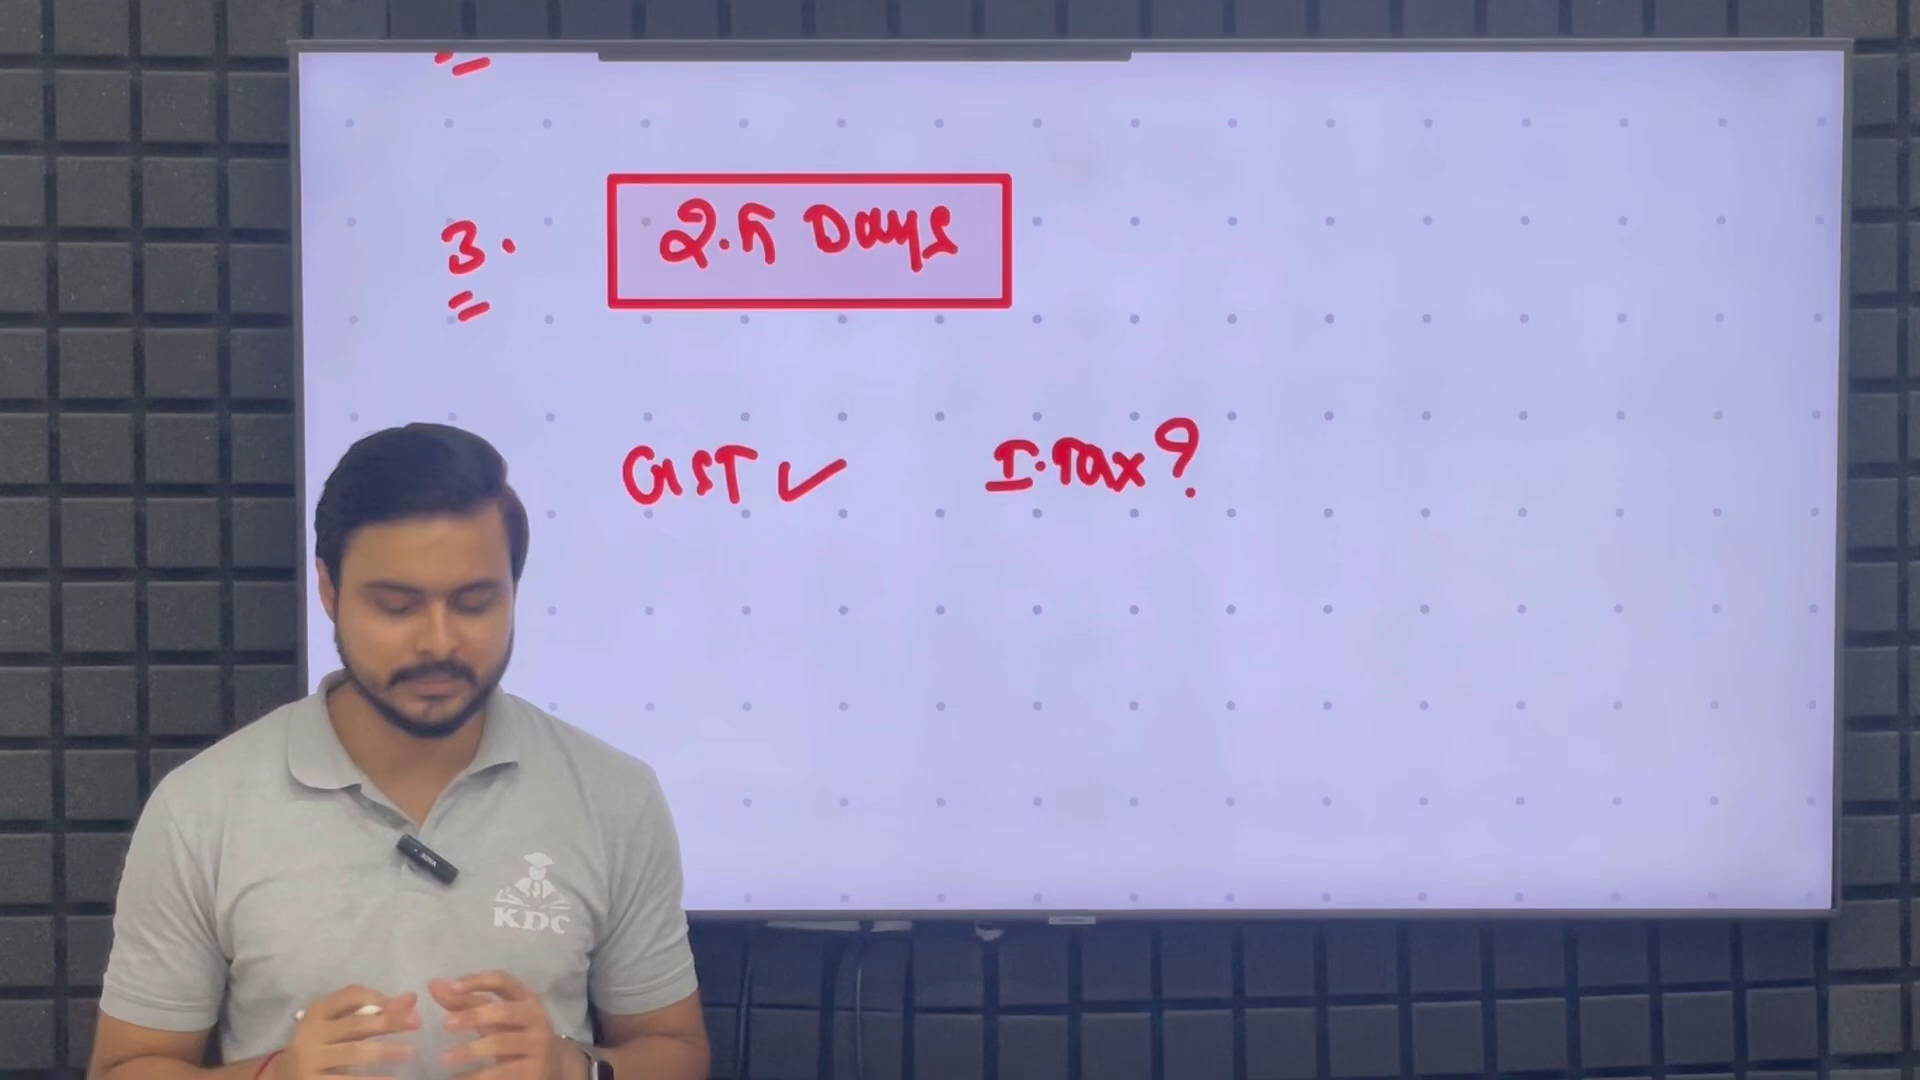 3.
2.5 Days
GST ✓ I.Tax?
KDC